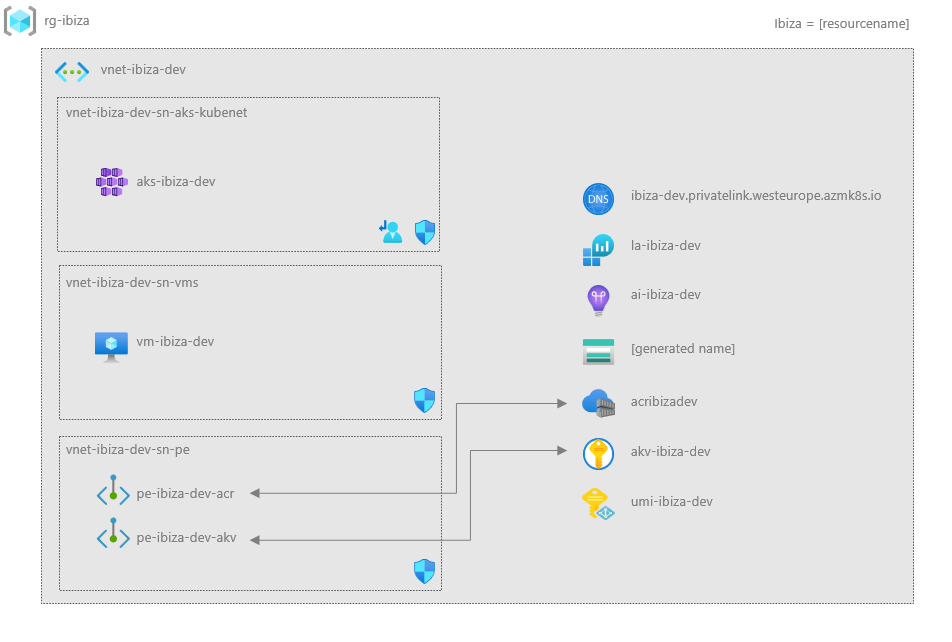 rg-ibiza
Ibiza = [resourcename]
vnet-ibiza-dev
vnet-ibiza-dev-sn-aks-kubenet
aks-ibiza-dev
vnet-ibiza-dev-sn-vms
vm-ibiza-dev
vnet-ibiza-dev-sn-pe
pe-ibiza-dev-acr
pe-ibiza-dev-akv
DNS
ibiza-dev.privatelink.westeurope.azmk8s.io
la-ibiza-dev
ai-ibiza-dev
[generated name]
acribizadev
akv-ibiza-dev
umi-ibiza-dev